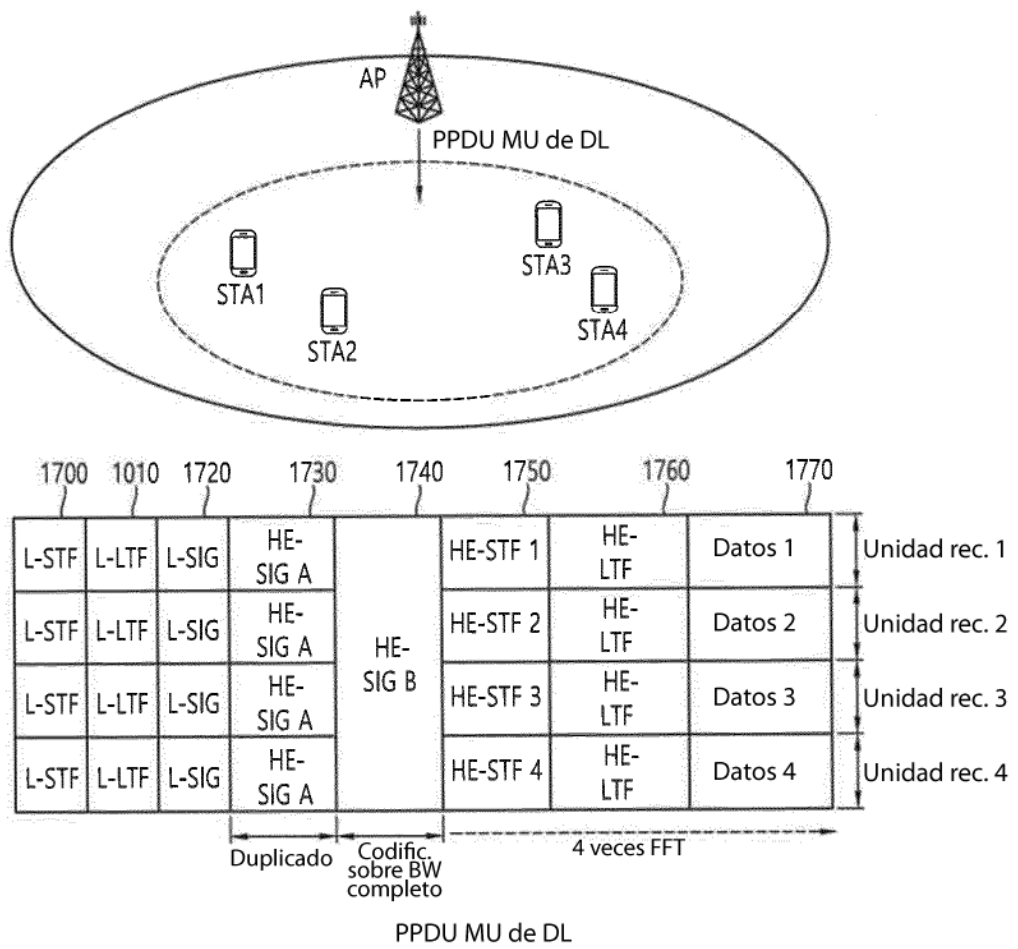 AP
PPDU MU de DL
STA1
STA2
STA3
STA4
1700 1010 1720 1730 1740 1750 1760 1770
L-STF L-LTF L-SIG HE-SIG A HE-SIG B HE-STF 1 HE-LTF Datos 1 Unidad rec. 1
L-STF L-LTF L-SIG HE-SIG A HE-STF 2 HE-LTF Datos 2 Unidad rec. 2
L-STF L-LTF L-SIG HE-SIG A HE-STF 3 HE-LTF Datos 3 Unidad rec. 3
L-STF L-LTF L-SIG HE-SIG A HE-STF 4 HE-LTF Datos 4 Unidad rec. 4
Duplicado
Codific.
sobre BW
completo
4 veces FFT
PPDU MU de DL